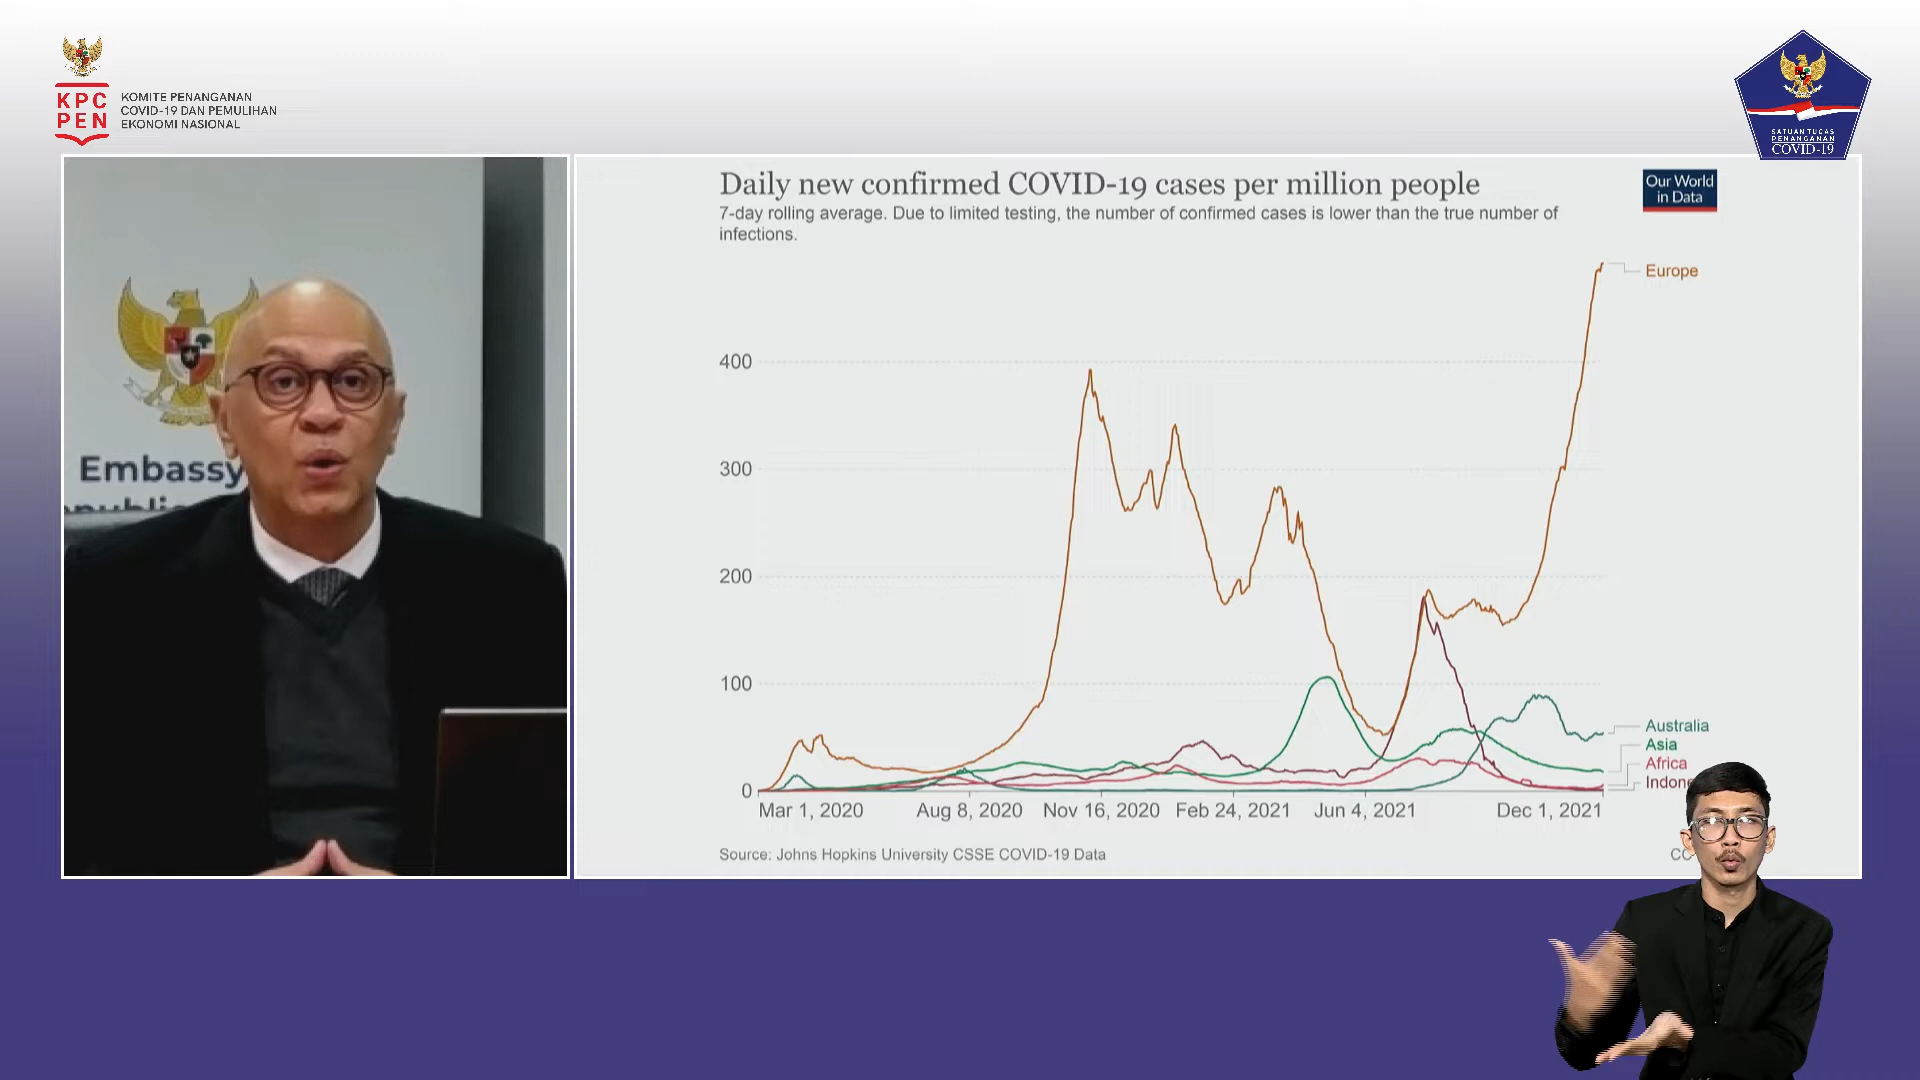 KPC
PEN
KOMITE PENANGANAN
COVID-19 DAN PEMULIHAN
EKONOMI NASIONAL
SATUAN TUGAS
PENANGANAN
COVID-19
Embassy
Daily new confirmed COVID-19 cases per million people
7-day rolling average. Due to limited testing, the number of confirmed cases is lower than the true number of
infections.
Our World
in Data
Europe
400
300
200
100
0
Australia
Asia
Africa
Indone
Mar 1, 2020
Aug 8, 2020
Nov 16, 2020
Feb 24, 2021
Jun 4, 2021
Dec 1, 2021
Source: Johns Hopkins University CSSE COVID-19 Data
CC